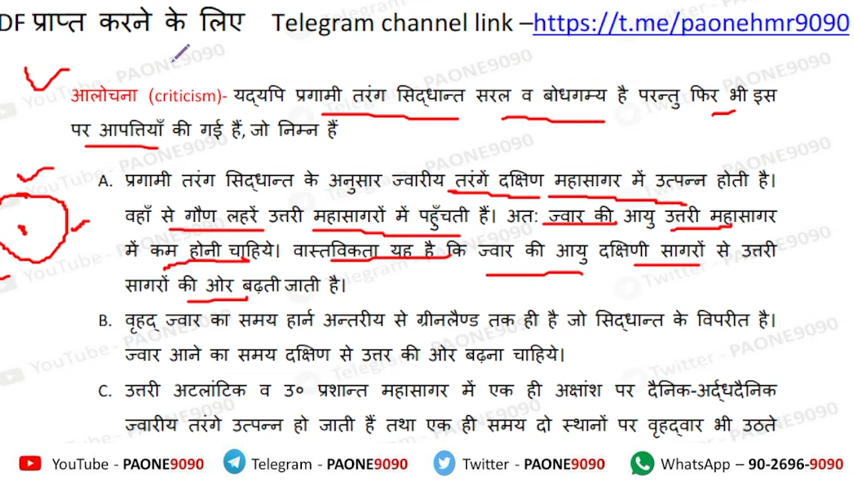 DF प्राप्त करने के लिए Telegram channel link –https://t.me/paonehmr9090
आलोचना (criticism)- यद्यपि प्रगामी तरंग सिद्धान्त सरल व बोधगम्य है परन्तु फिर भी इस
पर आपत्तियाँ की गई हैं, जो निम्न हैं
A. प्रगामी तरंग सिद्धान्त के अनुसार ज्वारीय तरंगें दक्षिण महासागर में उत्पन्न होती है।
वहाँ से गौण लहरें उत्तरी महासागरों में पहुँचती हैं। अत: ज्वार की आयु उत्तरी महासागर
में कम होनी चाहिये। वास्तविकता यह है कि ज्वार की आयु दक्षिणी सागरों से उत्तरी
सागरों की ओर बढ़ती जाती है।
B. वृहद् ज्वार का समय हार्न अन्तरीय से ग्रीनलैण्ड तक ही है जो सिद्धान्त के विपरीत है।
ज्वार आने का समय दक्षिण से उत्तर की ओर बढ़ना चाहिये।
C. उत्तरी अटलांटिक व उ० प्रशान्त महासागर में एक ही अक्षांश पर दैनिक-अर्द्धदैनिक
ज्वारीय तरंगे उत्पन्न हो जाती हैं तथा एक ही समय दो स्थानों पर वृहद्वार भी उठते
YouTube - PAONE9090 Telegram - PAONE9090 Twitter - PAONE9090 WhatsApp – 90-2696-9090